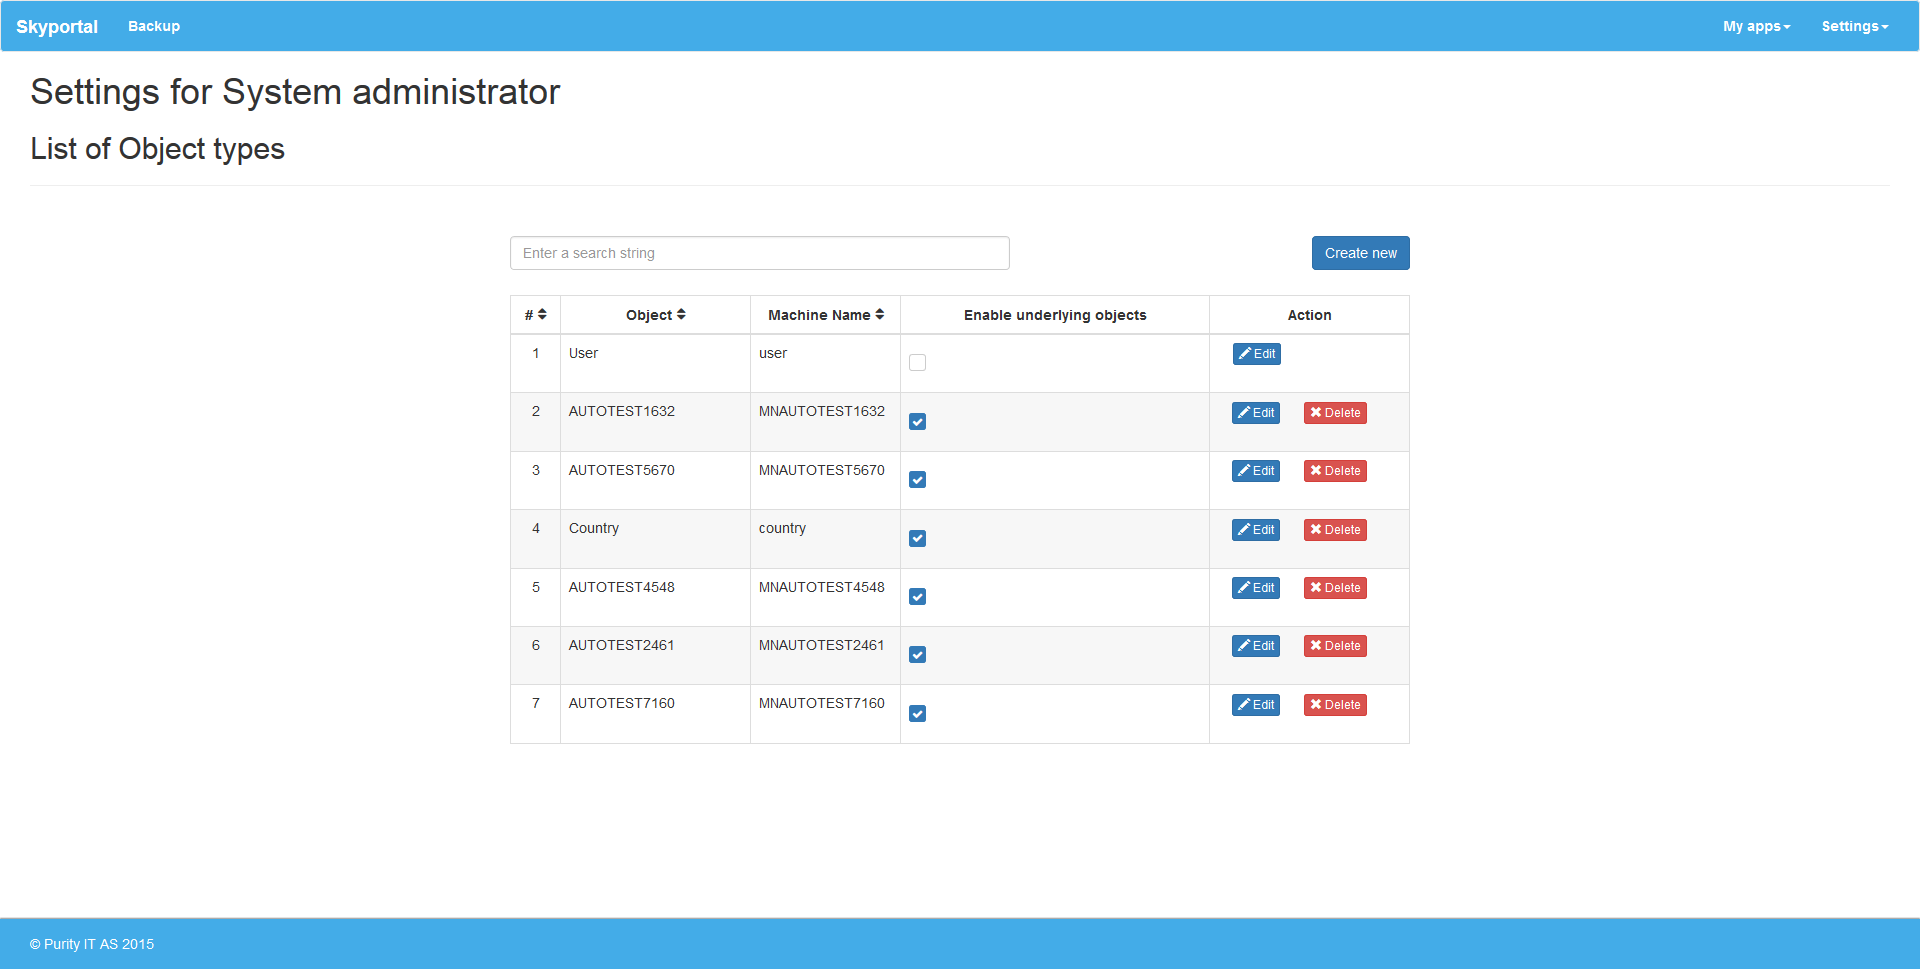 Skyportal Backup My apps Settings
Settings for System administrator
List of Object types
Enter a search string Create new
# Object Machine Name Enable underlying objects Action
1 User user Edit
2 AUTOTEST1632 MNAUTOTEST1632 Edit Delete
3 AUTOTEST5670 MNAUTOTEST5670 Edit Delete
4 Country country Edit Delete
5 AUTOTEST4548 MNAUTOTEST4548 Edit Delete
6 AUTOTEST2461 MNAUTOTEST2461 Edit Delete
7 AUTOTEST7160 MNAUTOTEST7160 Edit Delete
© Purity IT AS 2015